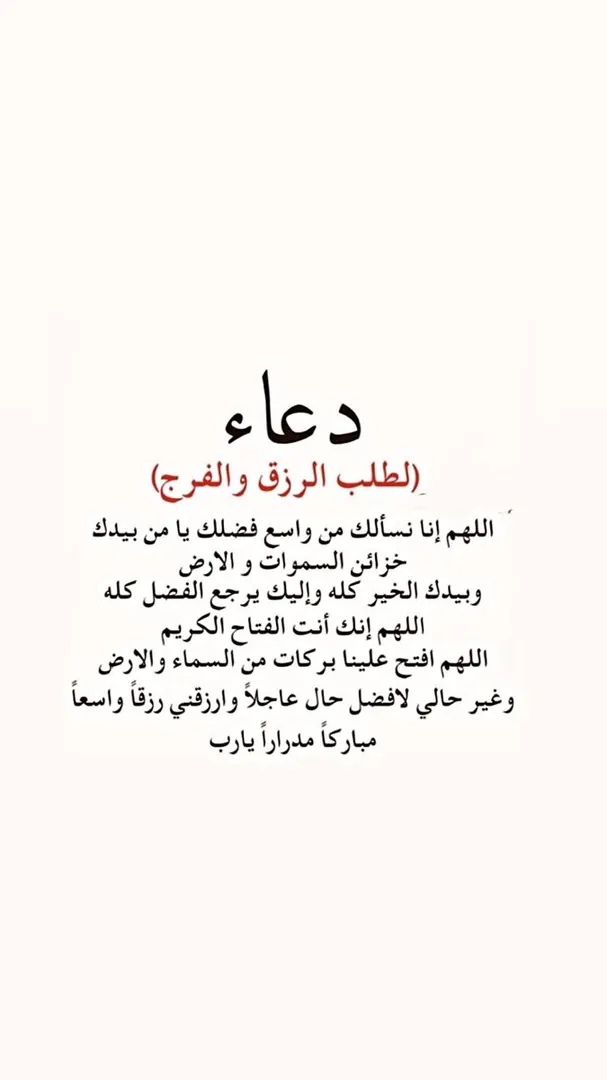 دعاء
(لطلب الرزق والفرج)
اللهم إنا نسألك من واسع فضلك يا من بيدك
خزائن السموات و الارض
وبيدك الخير كله وإليك يرجع الفضل كله
اللهم إنك أنت الفتاح الكريم
اللهم افتح علينا بركات من السماء والارض
وغير حالي لافضل حال عاجلاً وارزقني رزقاً واسعاً
مباركاً مدراراً يارب